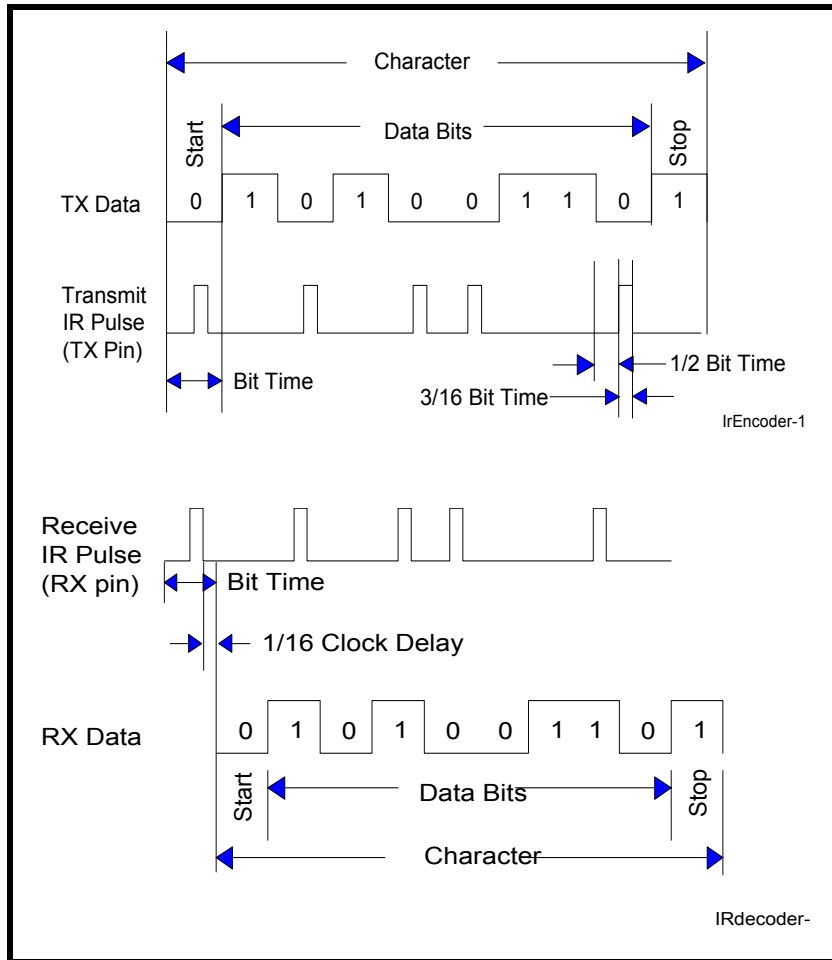 Character
Start
Data Bits
Stop
TX Data
0 1 0 1 0 0 1 1 0 1
Transmit
IR Pulse
(TX Pin)
Bit Time
1/2 Bit Time
3/16 Bit Time
IrEncoder-1
Receive
IR Pulse
(RX pin)
Bit Time
1/16 Clock Delay
RX Data
0 1 0 1 0 0 1 1 0 1
Start
Data Bits
Stop
Character
IRdecoder-